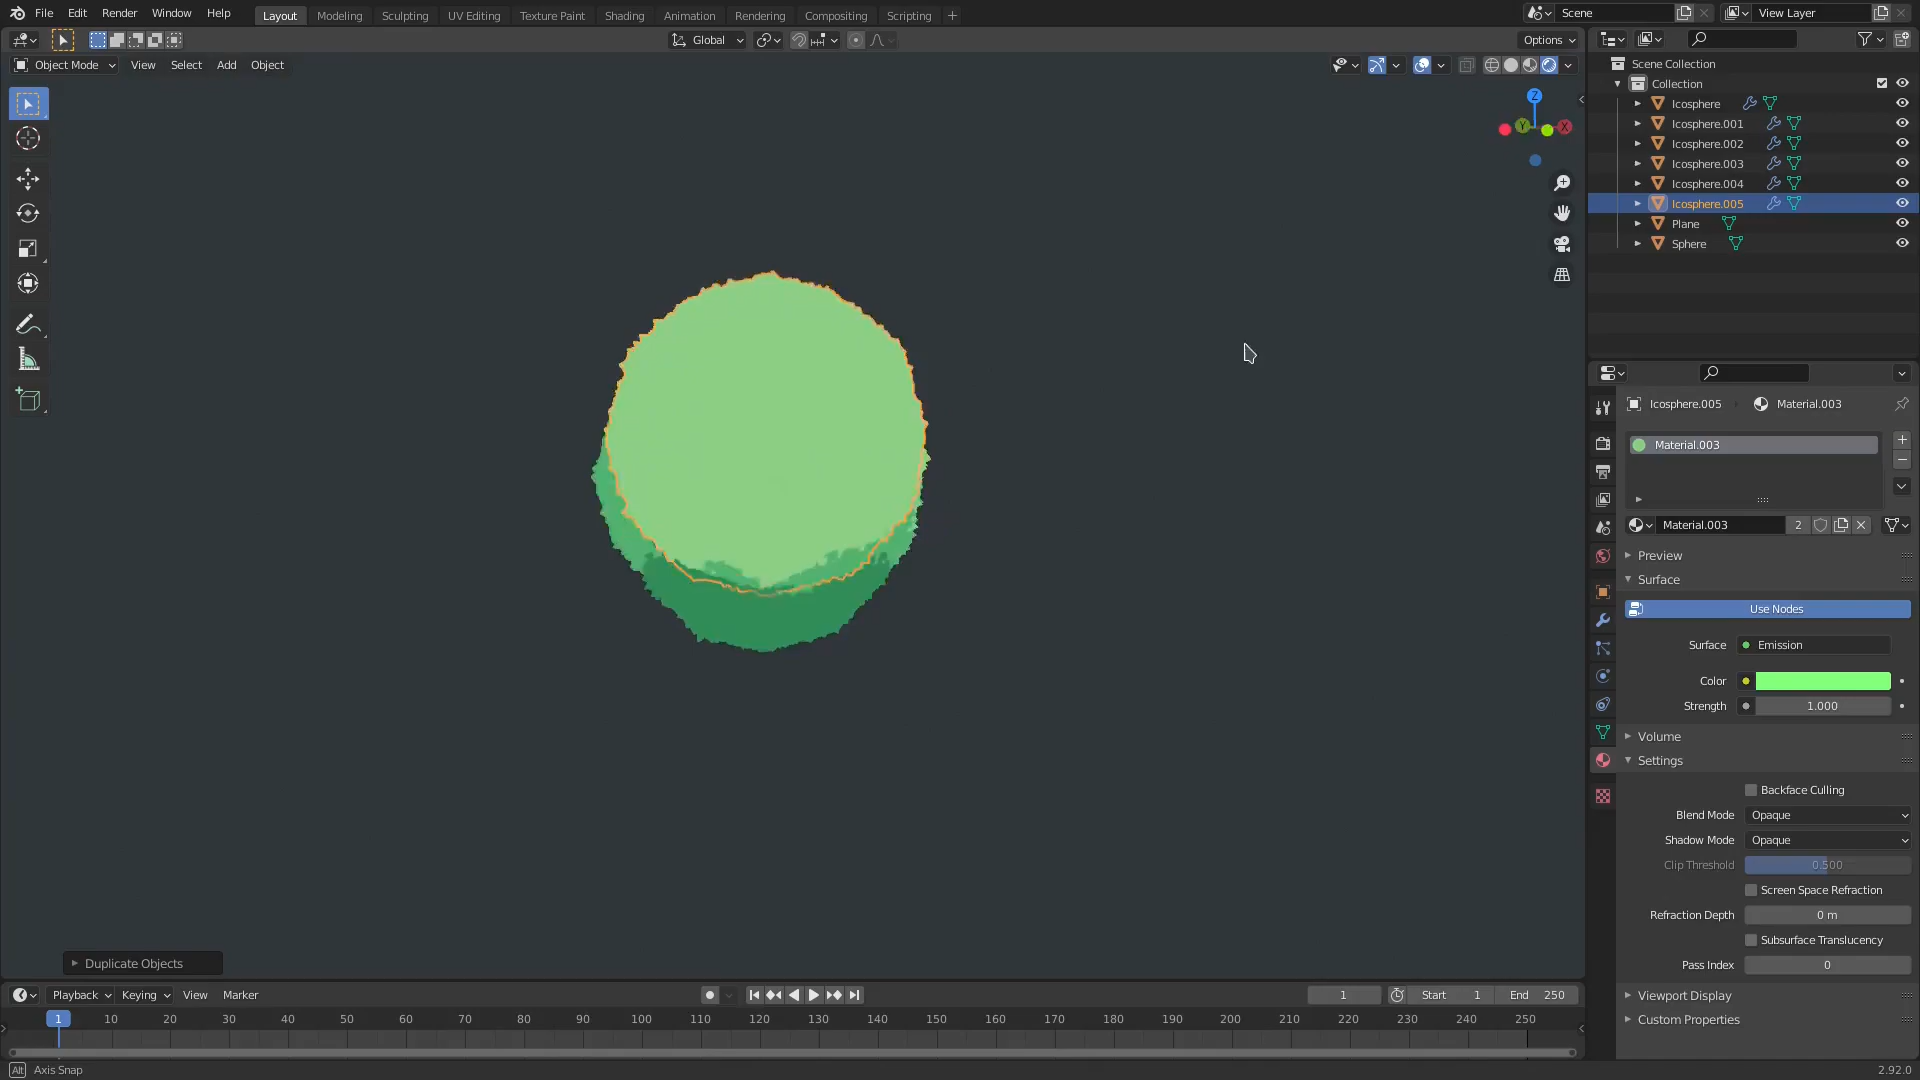 File Edit Render Window Help Layout Modeling Sculpting UV Editing Texture Paint Shading Animation Rendering Compositing Scripting + Scene View Layer
Global Options
Object Mode View Select Add Object
Z
Y X
Scene Collection
Collection
Icosphere
Icosphere.001
Icosphere.002
Icosphere.003
Icosphere.004
Icosphere.005
Plane
Sphere
Icosphere.005 Material.003
Material.003
Material.003 2
Preview
Surface
Use Nodes
Surface Emission
Color
Strength 1.000
Volume
Settings
Backface Culling
Blend Mode Opaque
Shadow Mode Opaque
Clip Threshold 0.500
Screen Space Refraction
Refraction Depth 0 m
Subsurface Translucency
Pass Index 0
Viewport Display
Custom Properties
Duplicate Objects
Playback Keying View Marker 1 Start 1 End 250
1 10 20 30 40 50 60 70 80 90 100 110 120 130 140 150 160 170 180 190 200 210 220 230 240 250
Alt Axis Snap 2.92.0